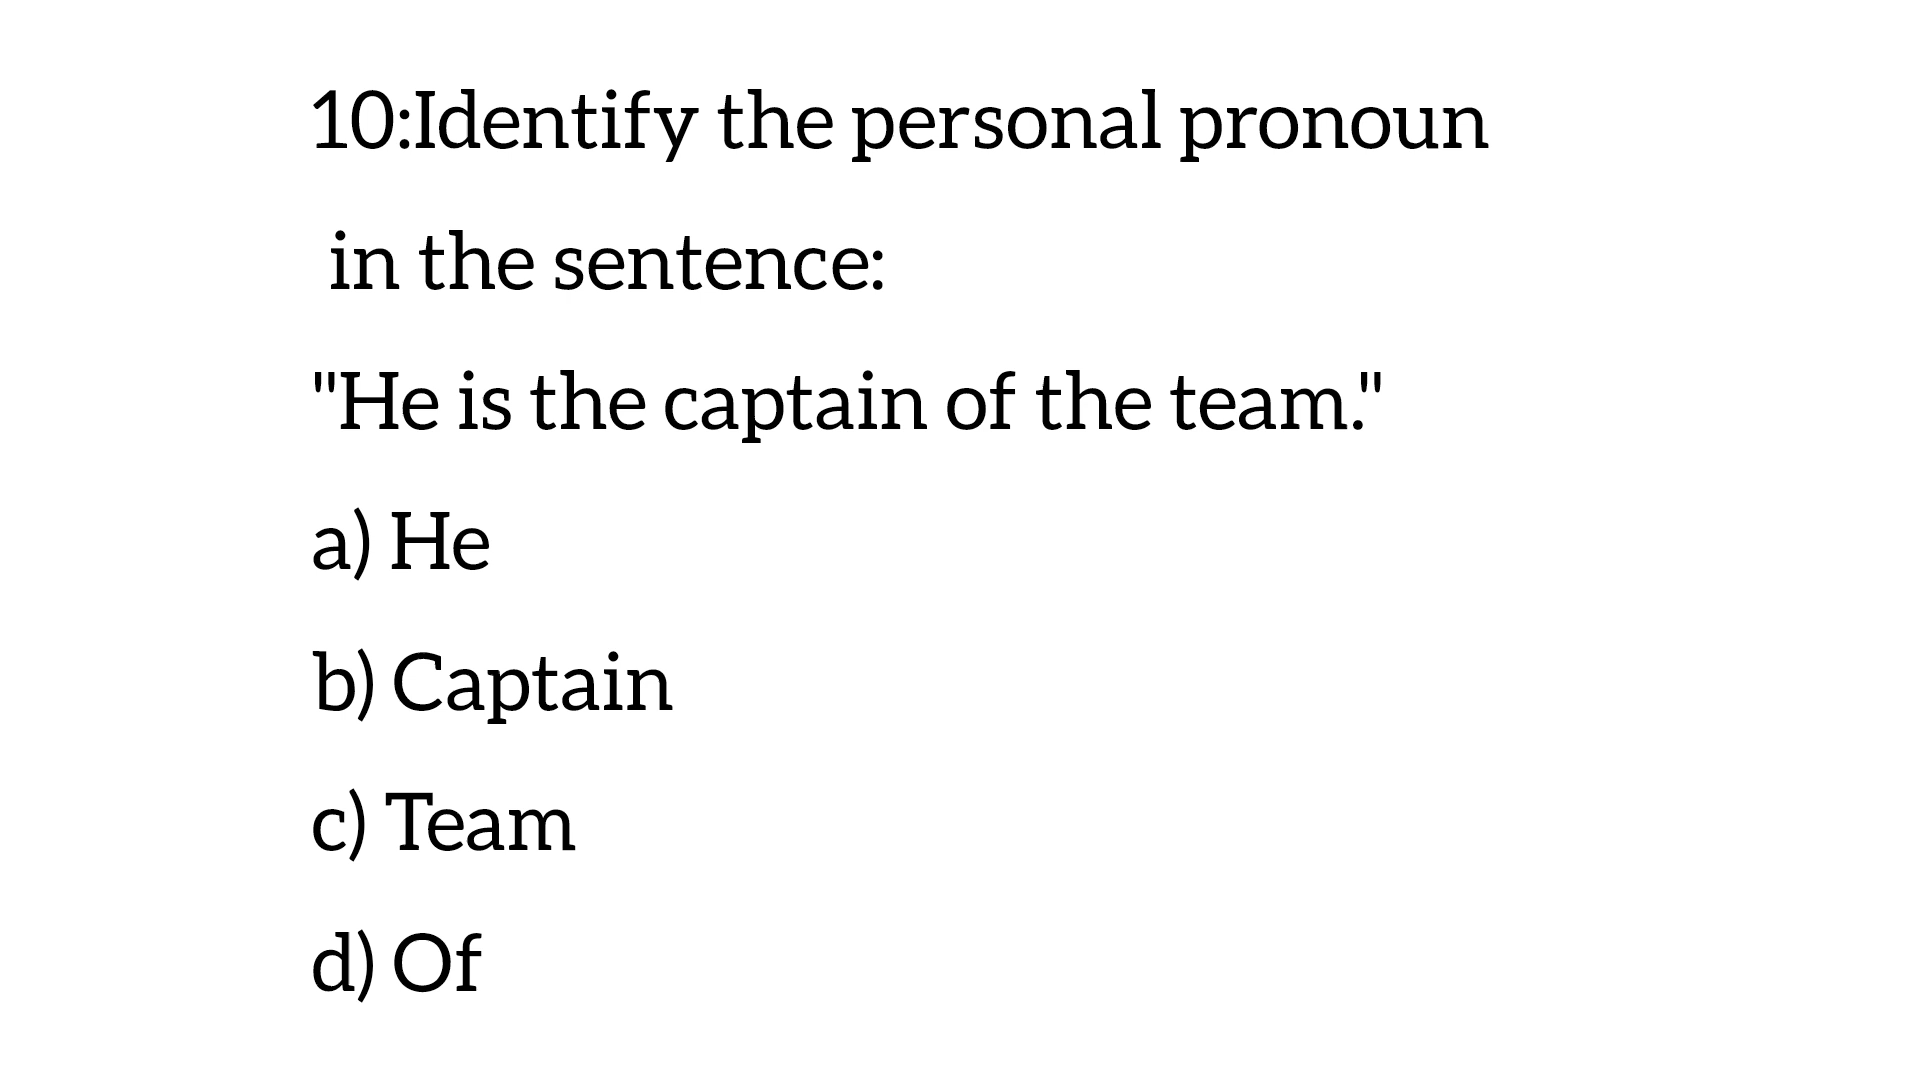 10:Identify the personal pronoun
in the sentence:
"He is the captain of the team."
a) He
b) Captain
c) Team
d) Of